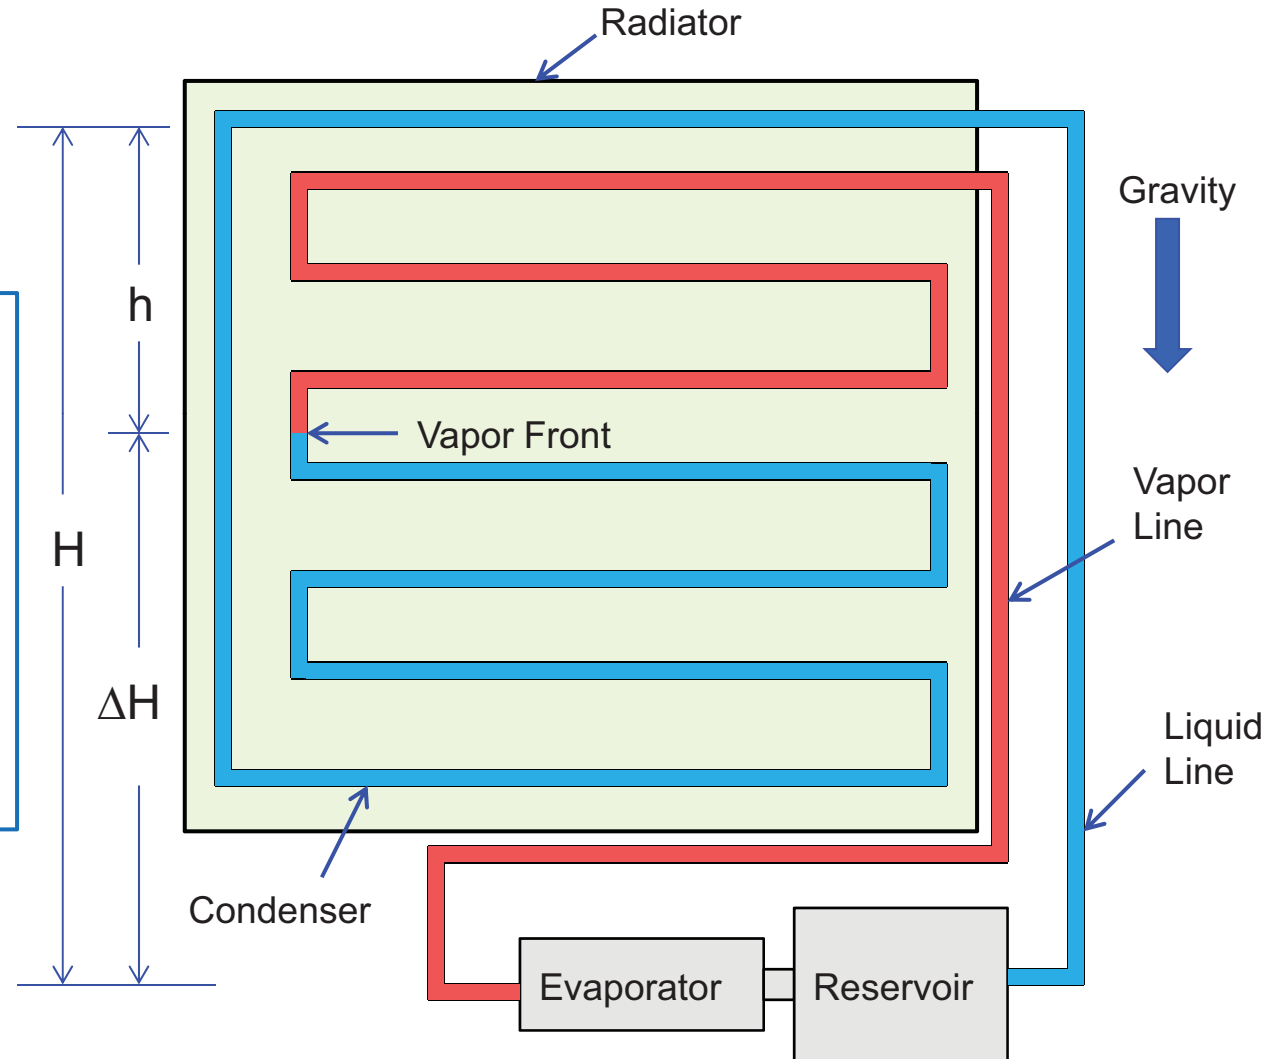 Radiator
Gravity
h
Vapor Front
Vapor
Line
H
ΔH
Liquid
Line
Condenser
Evaporator
Reservoir